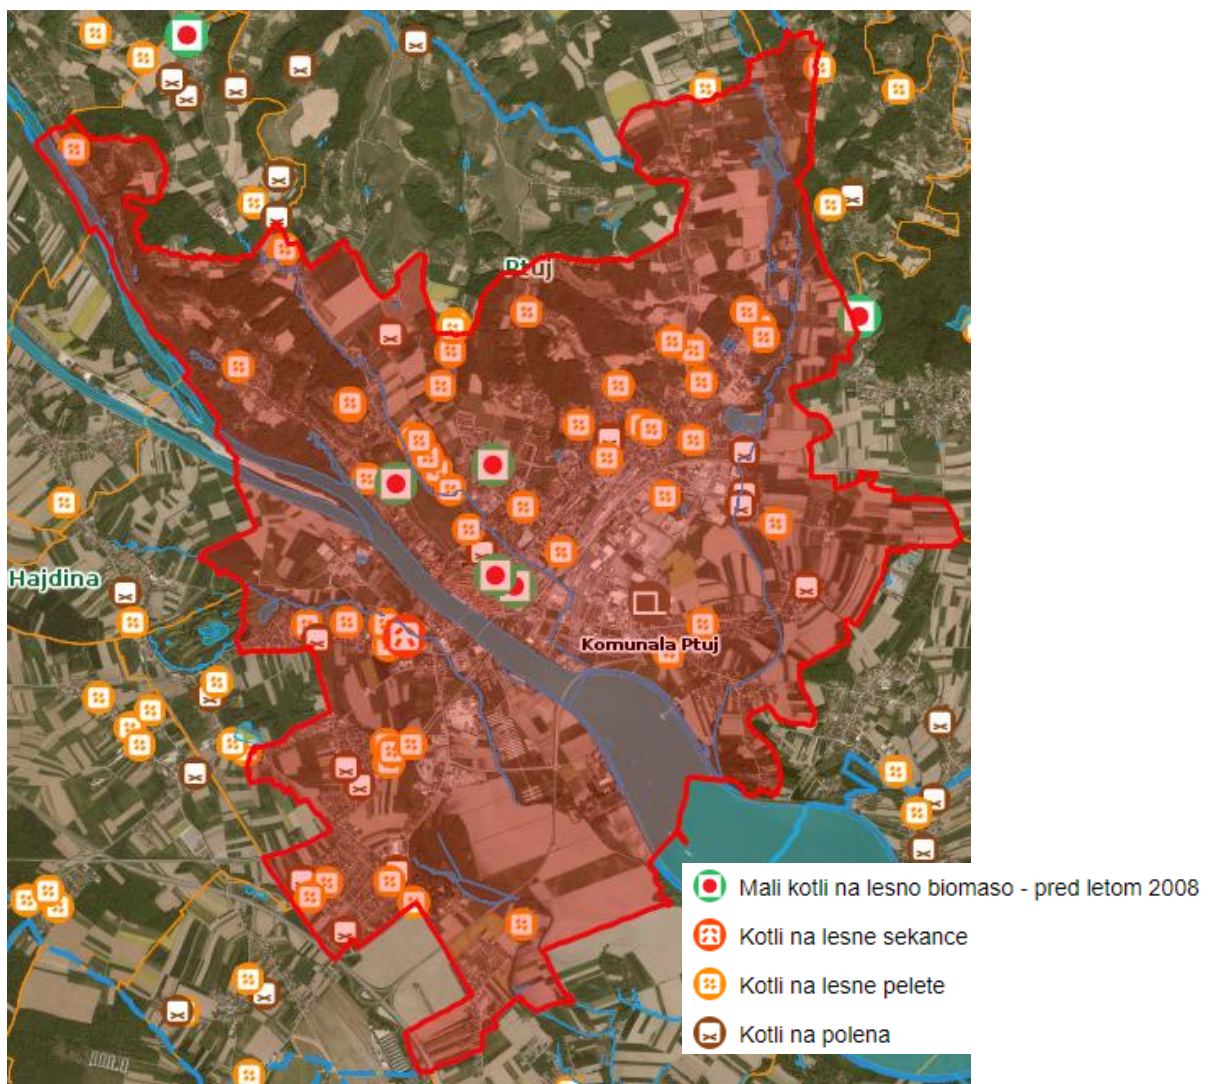 Ptuj
Hajdina
Komunala Ptuj
Mali kotli na lesno biomaso - pred letom 2008
Kotli na lesne sekance
Kotli na lesne pelete
Kotli na polena